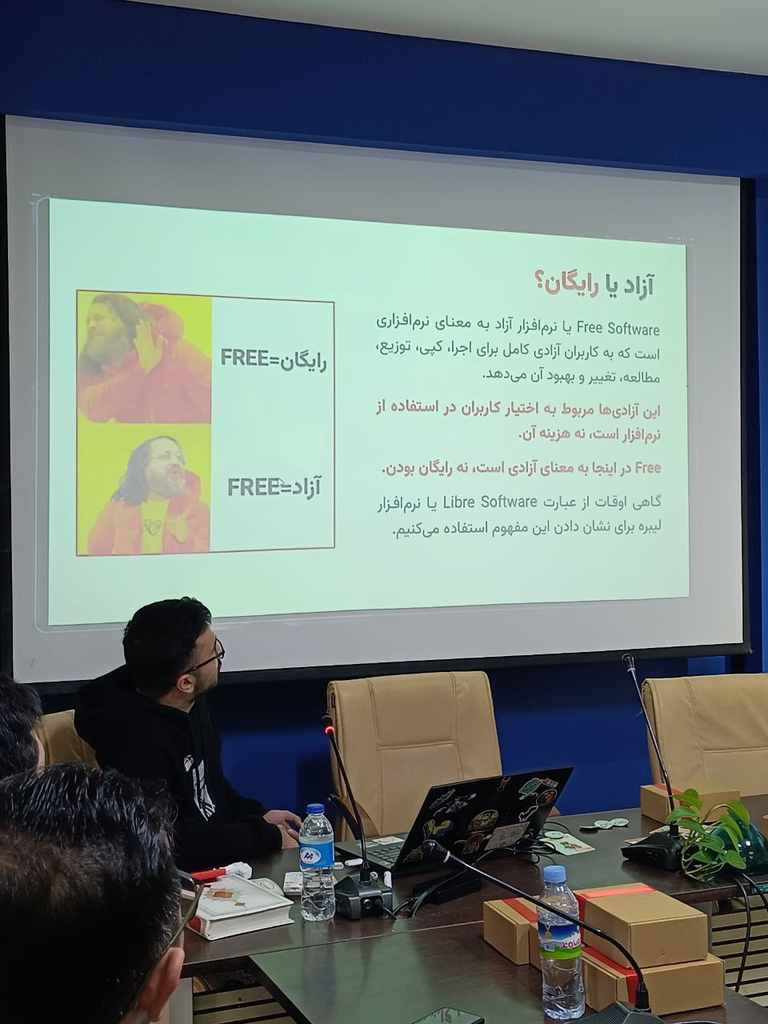 آزاد یا رایگان؟
Free Software یا نرم‌افزار آزاد به معنای نرم‌افزاری
است که به کاربران آزادی کامل برای اجرا، کپی، توزیع،
مطالعه، تغییر و بهبود آن می‌دهد.
این آزادی‌ها مربوط به اختیار کاربران در استفاده از
نرم‌افزار است، نه هزینه آن.
Free در اینجا به معنای آزادی است، نه رایگان بودن.
گاهی اوقات از عبارت Libre Software یا نرم‌افزار
لیبره برای نشان دادن این مفهوم استفاده می‌کنیم.
رایگان=FREE
آزاد=FREE